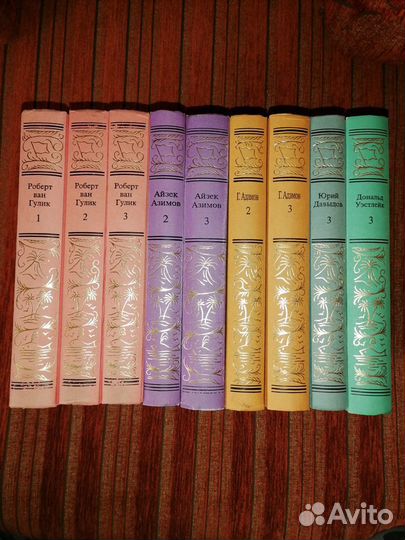 Роберт
ван
Гулик
1
Роберт
ван
Гулик
2
Роберт
ван
Гулик
3
Айзек
Азимов
2
Айзек
Азимов
3
Г. Адамов
2
Г. Адамов
3
Юрий
Давыдов
3
Дональд
Уэстлейк
3
Avito